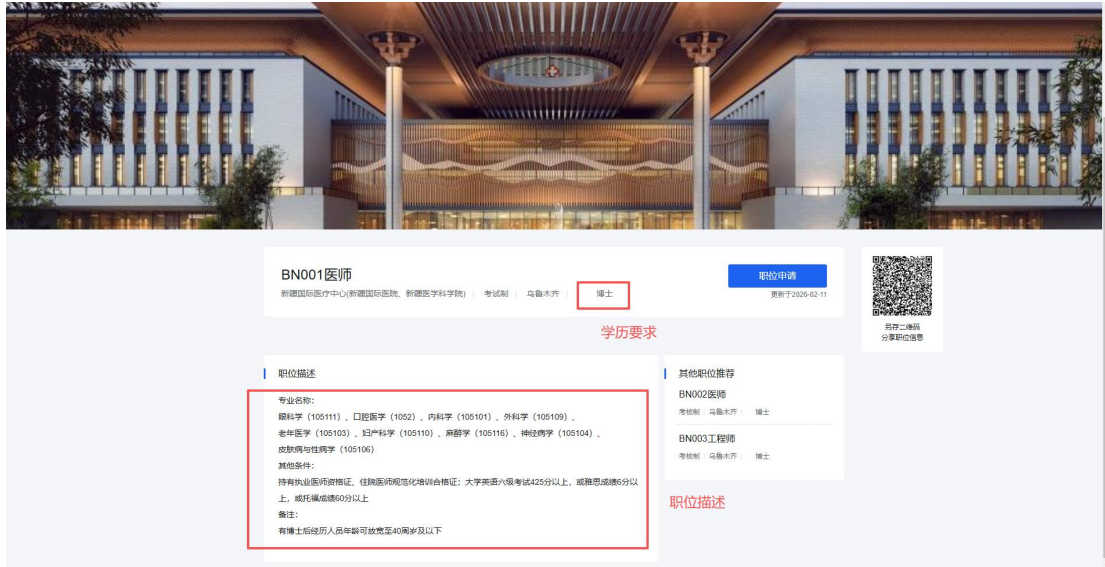 BN001医师
新疆国际医疗中心(新疆国际医院、新疆医学科学院) 考试制 乌鲁木齐 博士
职位申请
更新于2026-02-11
学历要求
另存二维码
分享职位信息
职位描述
专业名称:
眼科学（105111）、口腔医学（1052）、内科学（105101）、外科学（105109）、
老年医学（105103）、妇产科学（105110）、麻醉学（105116）、神经病学（105104）、
皮肤病与性病学（105106）
其他条件:
持有执业医师资格证、住院医师规范化培训合格证；大学英语六级考试425分以上，或雅思成绩6分以
上，或托福成绩60分以上
备注:
有博士后经历人员年龄可放宽至40周岁及以下
其他职位推荐
BN002医师
考核制 乌鲁木齐 博士
BN003工程师
考核制 乌鲁木齐 博士
职位描述